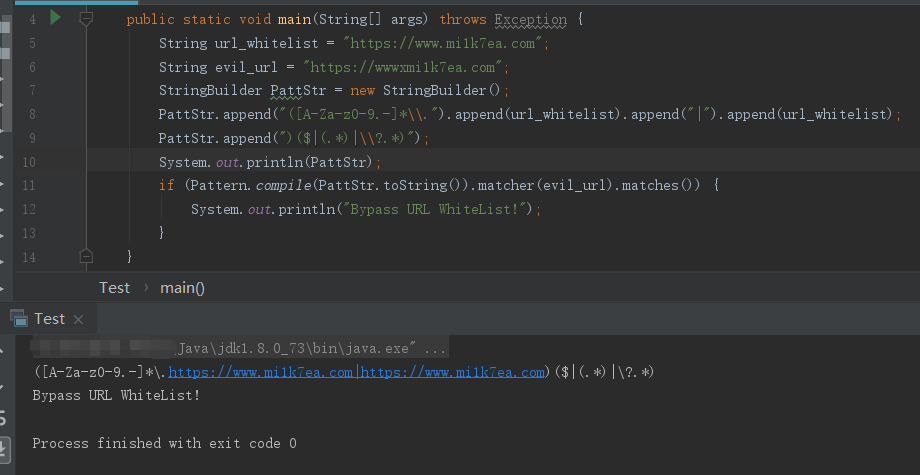 4 public static void main(String[] args) throws Exception {
5 String url_whitelist = "https://www.mi1k7ea.com";
6 String evil_url = "https://wwwxmi1k7ea.com";
7 StringBuilder PattStr = new StringBuilder();
8 PattStr.append("([A-Za-z0-9.-]*\\.").append(url_whitelist).append("|").append(url_whitelist);
9 PattStr.append(")($|(.*)|\\?.*)");
10 System.out.println(PattStr);
11 if (Pattern.compile(PattStr.toString()).matcher(evil_url).matches()) {
12 System.out.println("Bypass URL WhiteList!");
13 }
14 }
Test › main()
Test ×
\Java\jdk1.8.0_73\bin\java.exe" ...
([A-Za-z0-9.-]*\.https://www.mi1k7ea.com|https://www.mi1k7ea.com)($|(.*)|\?.*)
Bypass URL WhiteList!
Process finished with exit code 0